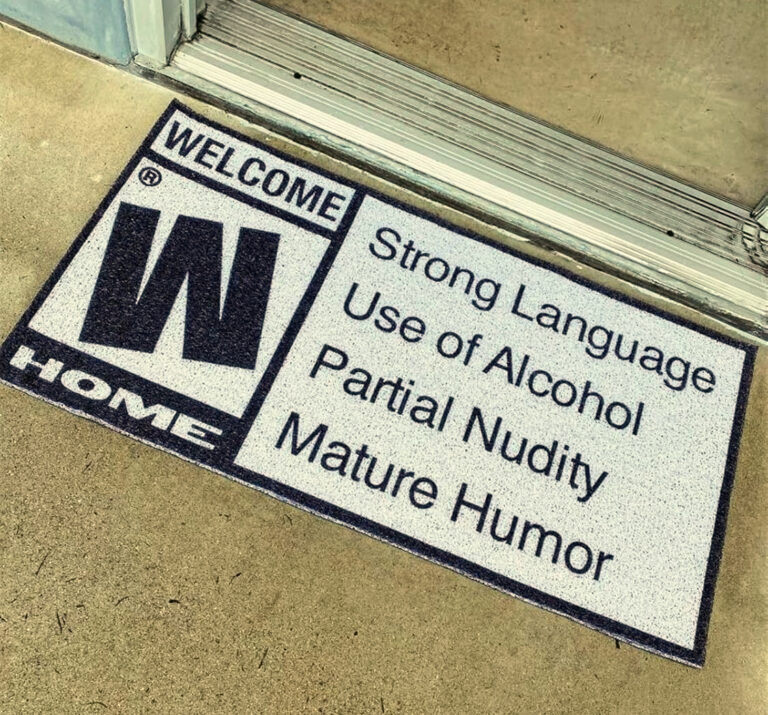 WELCOME
®
W
HOME
Strong Language
Use of Alcohol
Partial Nudity
Mature Humor